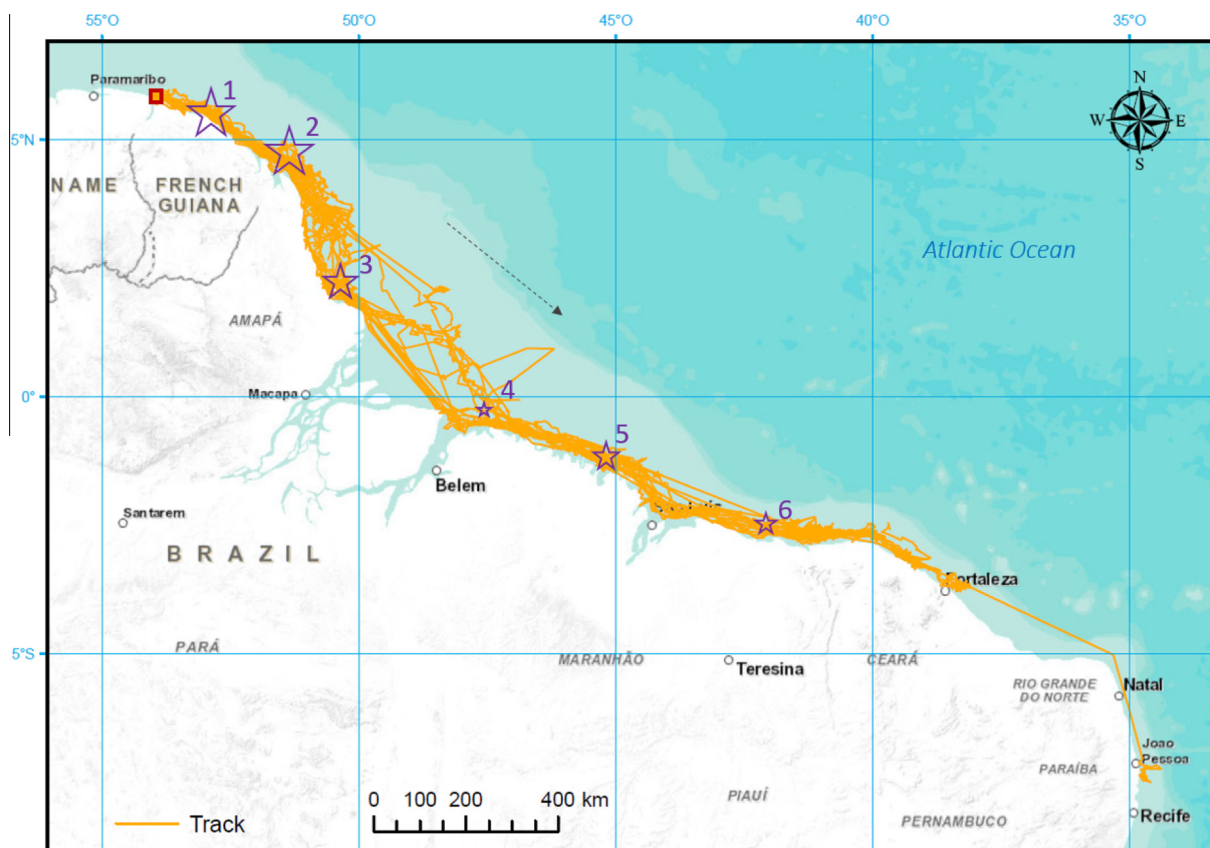 55°O 50°O 45°O 40°O 35°O
Paramaribo
N
W E
S
1
2
5°N
NAME
FRENCH
GUIANA
Atlantic Ocean
3
AMAPÁ
4
Macapa
0°
5
Belem
6
Santarem
BRAZIL
Fortaleza
PARÁ
5°S
MARANHÃO
CEARÁ
Teresina
RIO GRANDE
DO NORTE
Natal
Joao
Pessoa
PARAÍBA
PIAUÍ
0 100 200 400 km
Track
PERNAMBUCO
Recife